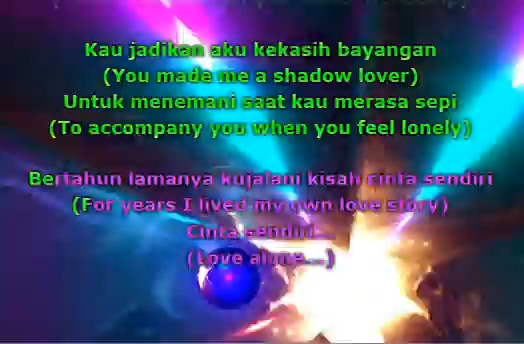 Kau jadikan aku kekasih bayangan
(You made me a shadow lover)
Untuk menemani saat kau merasa sepi
(To accompany you when you feel lonely)
Bertahun lamanya kujalani kisah cinta sendiri
(For years I lived my own love story)
Cinta sendiri...
(Love alone...)